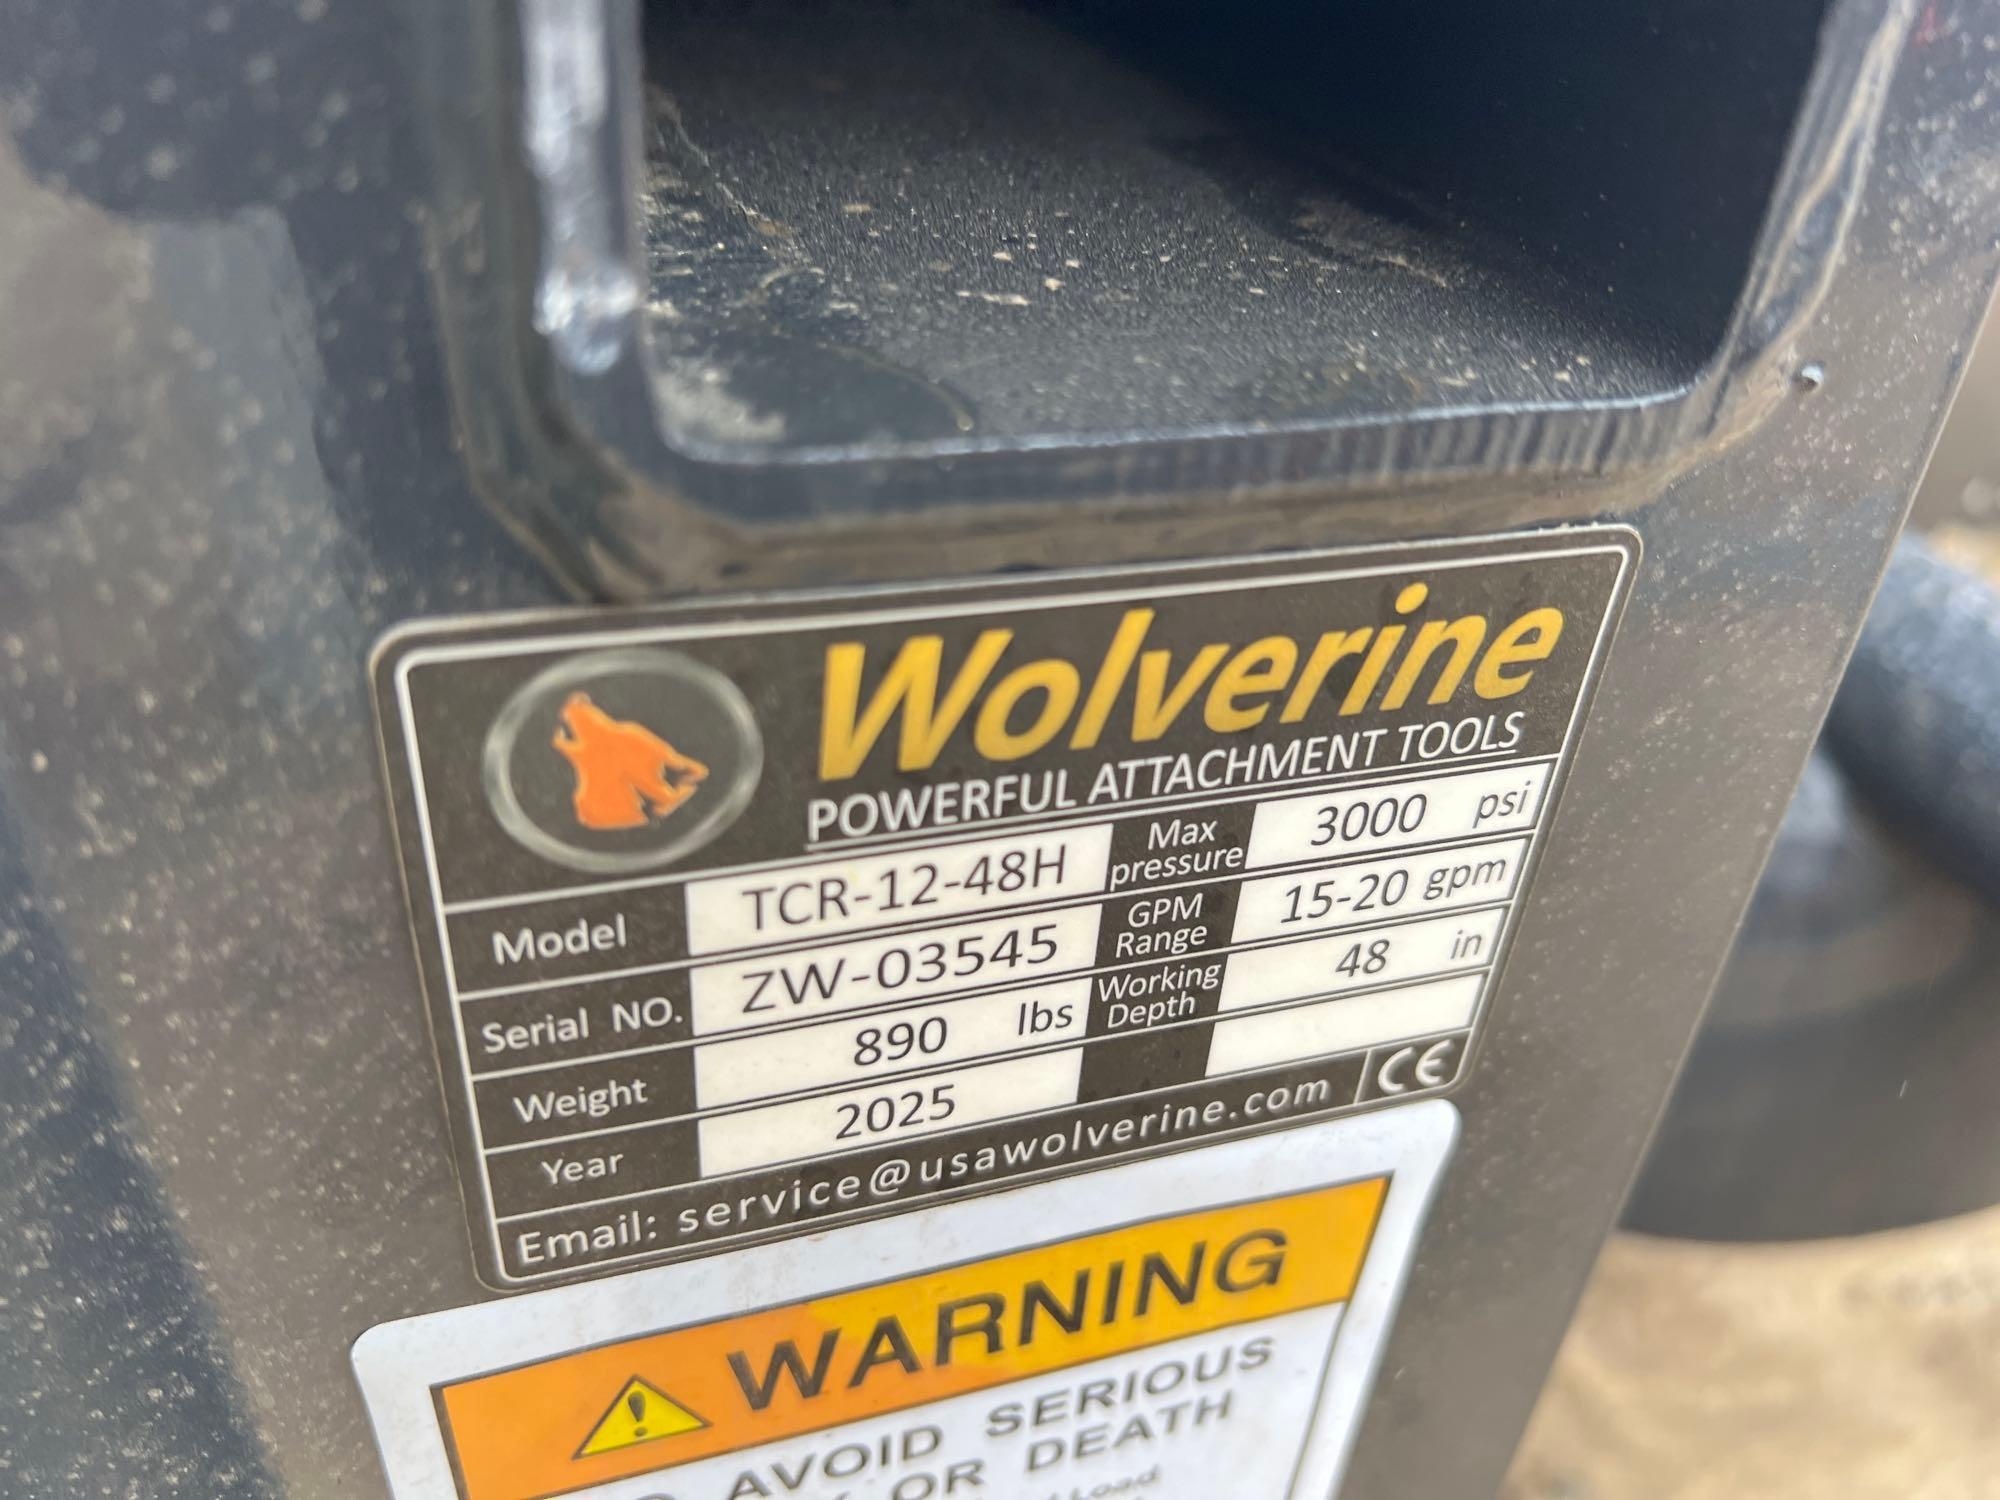 Wolverine
POWERFUL ATTACHMENT TOOLS
Model TCR-12-48H Max pressure 3000 psi
Serial NO. ZW-03545 GPM Range 15-20 gpm
Weight 890 lbs Working Depth 48 in
Year 2025
Email: service@usawolverine.com CE
WARNING
AVOID SERIOUS
OR DEATH
Load